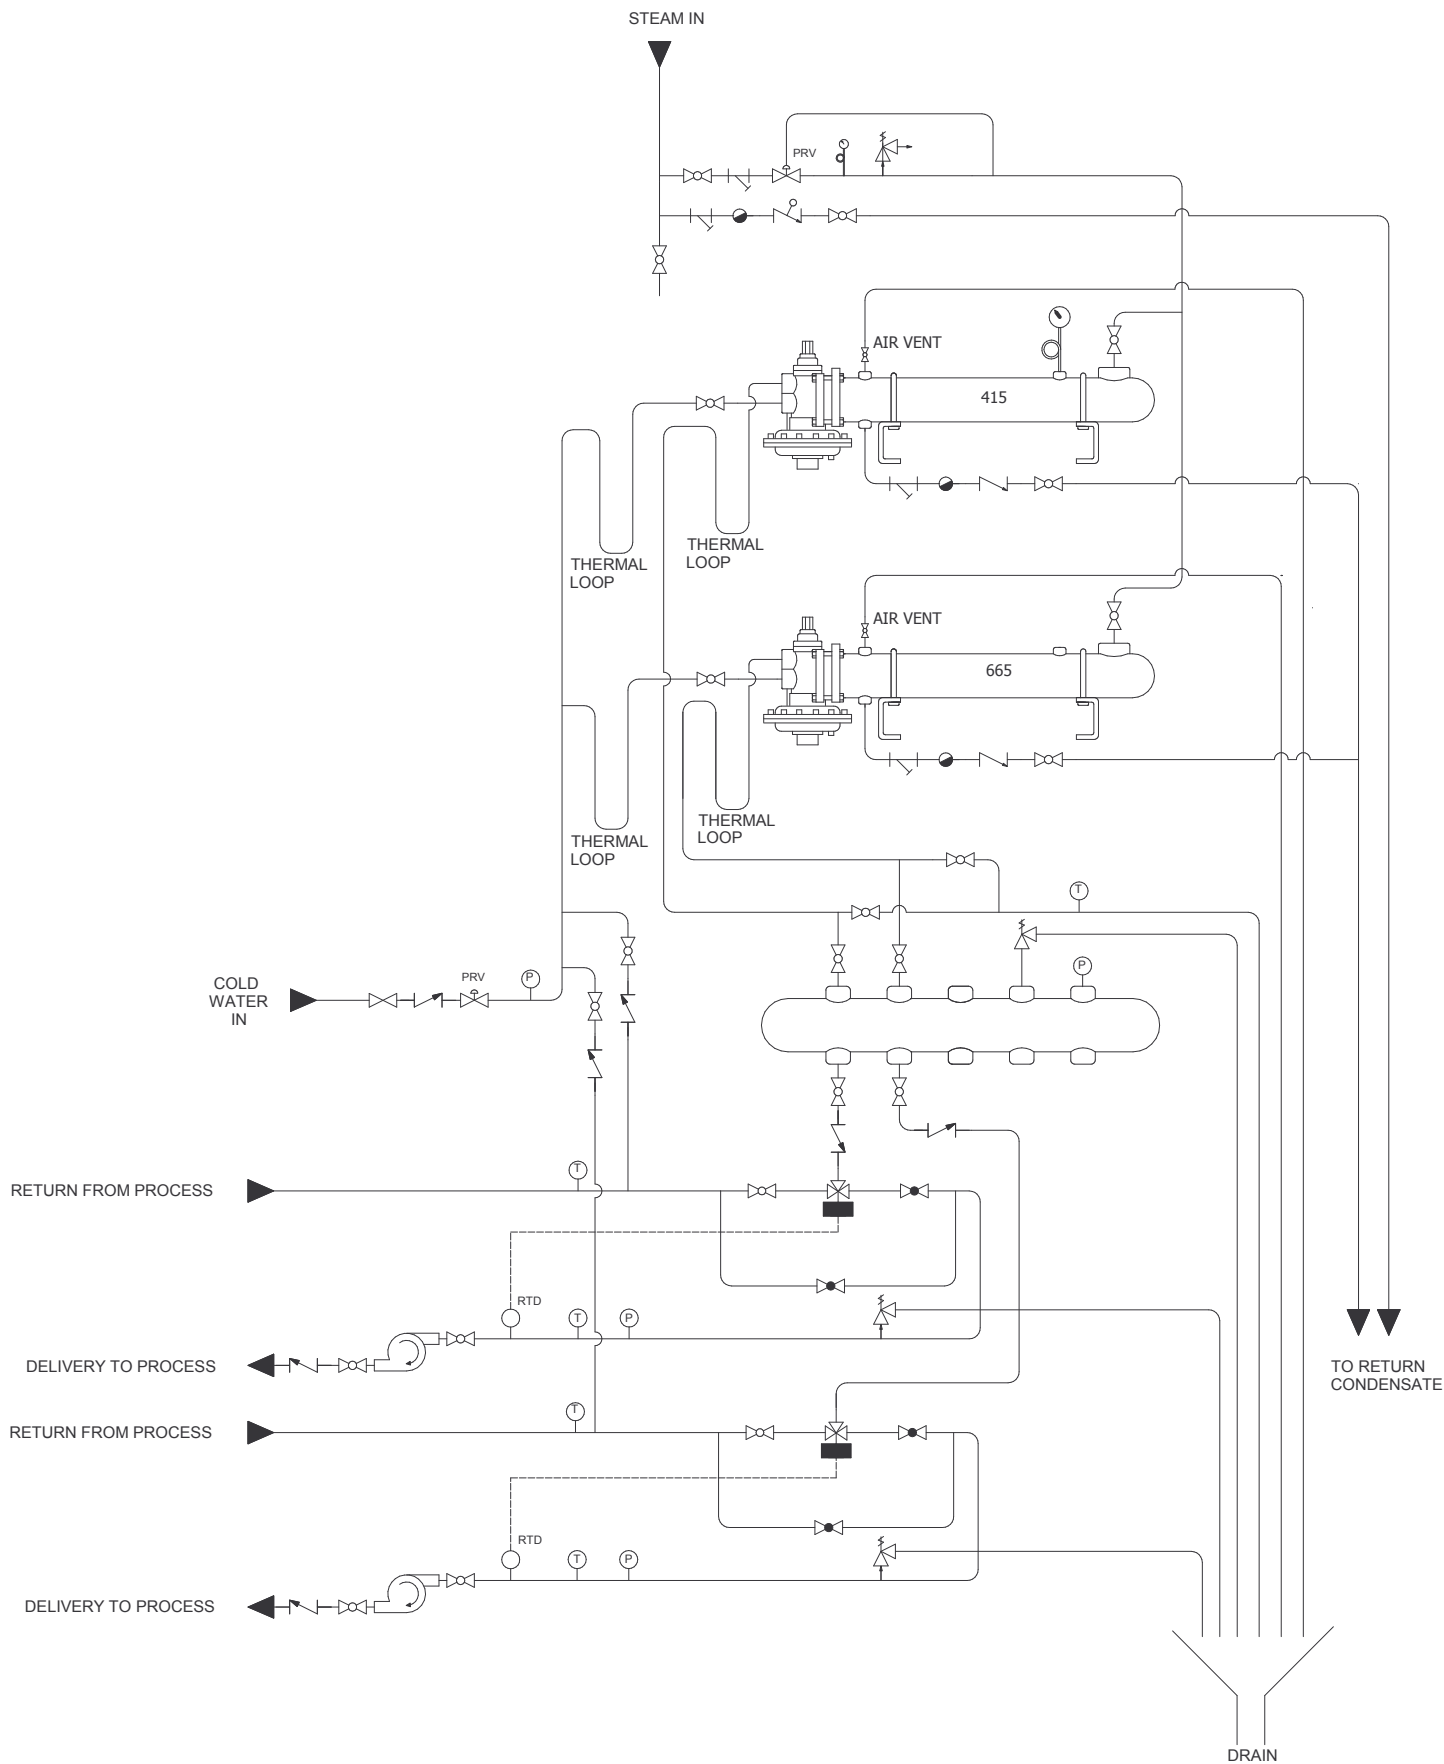 STEAM IN
PRV
AIR VENT
415
THERMAL
LOOP
THERMAL
LOOP
AIR VENT
665
THERMAL
LOOP
THERMAL
LOOP
T
COLD
WATER
IN
PRV
P
P
T
RETURN FROM PROCESS
RTD
T
P
DELIVERY TO PROCESS
TO RETURN
CONDENSATE
T
RETURN FROM PROCESS
RTD
T
P
DELIVERY TO PROCESS
DRAIN